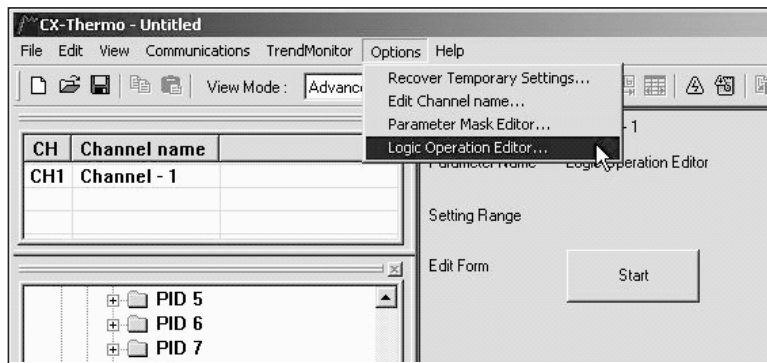 CX-Thermo - Untitled
File Edit View Communications TrendMonitor Options Help
View Mode : Advanc
Recover Temporary Settings...
Edit Channel name...
Parameter Mask Editor...
Logic Operation Editor...
- 1
CH Channel name
CH1 Channel - 1
Parameter Name Logic Operation Editor
Setting Range
Edit Form Start
PID 5
PID 6
PID 7